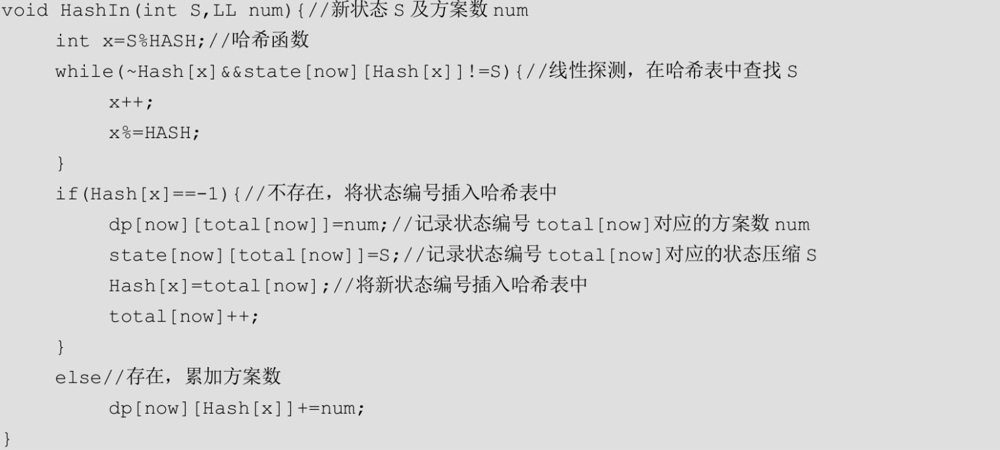 void HashIn(int S,LL num){//新状态 S 及方案数 num
int x=S%HASH;//哈希函数
while(~Hash[x]&&state[now][Hash[x]]!=S){//线性探测，在哈希表中查找 S
x++;
x%=HASH;
}
if(Hash[x]==-1){//不存在，将状态编号插入哈希表中
dp[now][total[now]]=num;//记录状态编号 total[now]对应的方案数 num
state[now][total[now]]=S;//记录状态编号 total[now]对应的状态压缩 S
Hash[x]=total[now];//将新状态编号插入哈希表中
total[now]++;
}
else//存在，累加方案数
dp[now][Hash[x]]+=num;
}